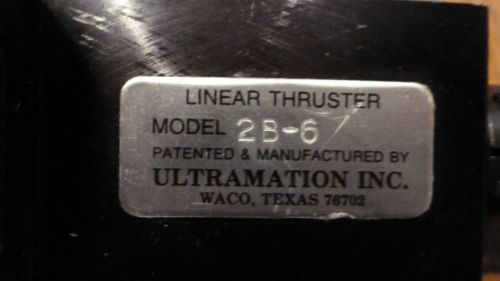 LINEAR THRUSTER
MODEL 2B-6
PATENTED & MANUFACTURED BY
ULTRAMATION INC.
WACO, TEXAS 76702